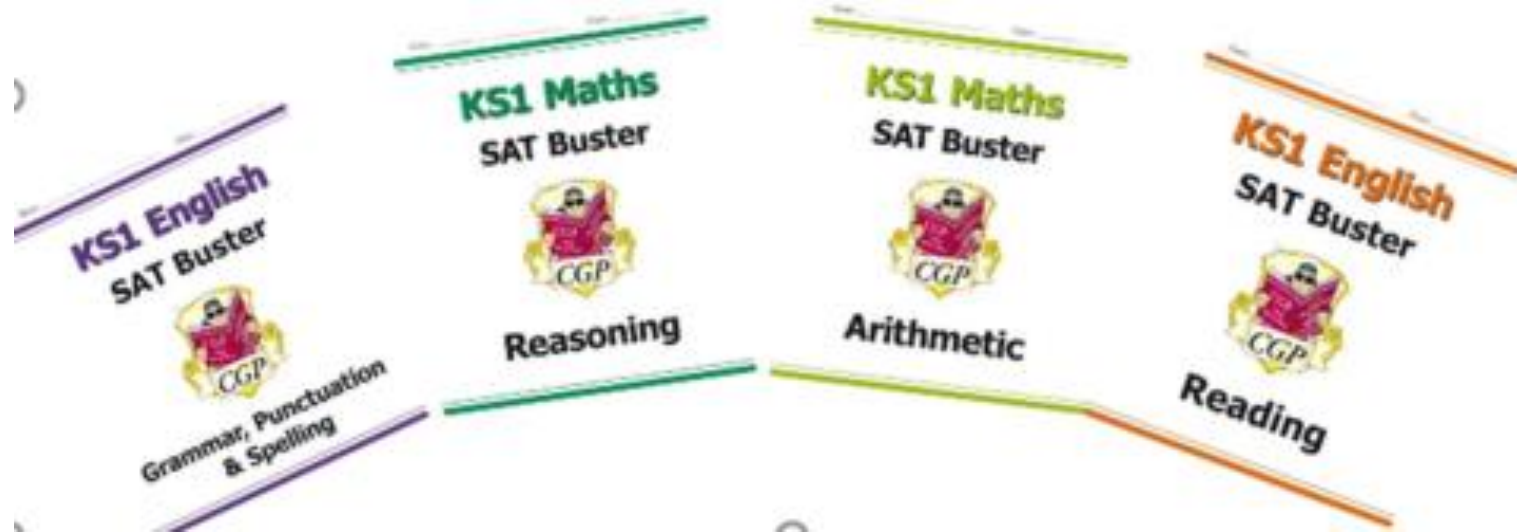 KS1 English
SAT Buster
CGP
Grammar, Punctuation
& Spelling
KS1 Maths
SAT Buster
CGP
Reasoning
KS1 Maths
SAT Buster
CGP
Arithmetic
KS1 English
SAT Buster
CGP
Reading